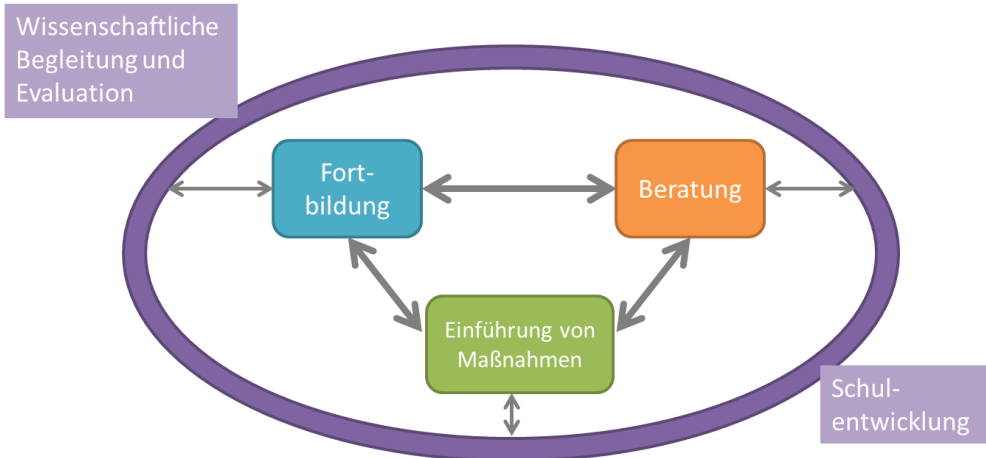 Wissenschaftliche
Begleitung und
Evaluation
Fort-
bildung
Beratung
Einführung von
Maßnahmen
Schul-
entwicklung